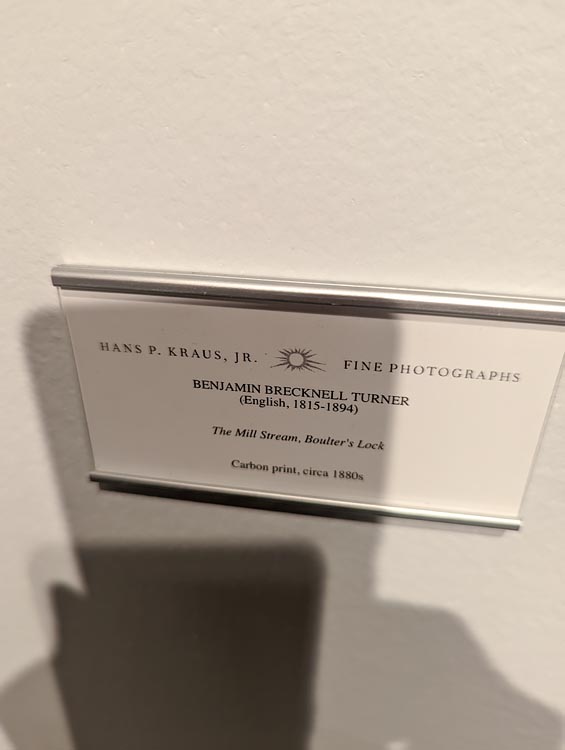 HANS P. KRAUS, JR. FINE PHOTOGRAPHS
BENJAMIN BRECKNELL TURNER
(English, 1815-1894)
The Mill Stream, Boulter's Lock
Carbon print, circa 1880s